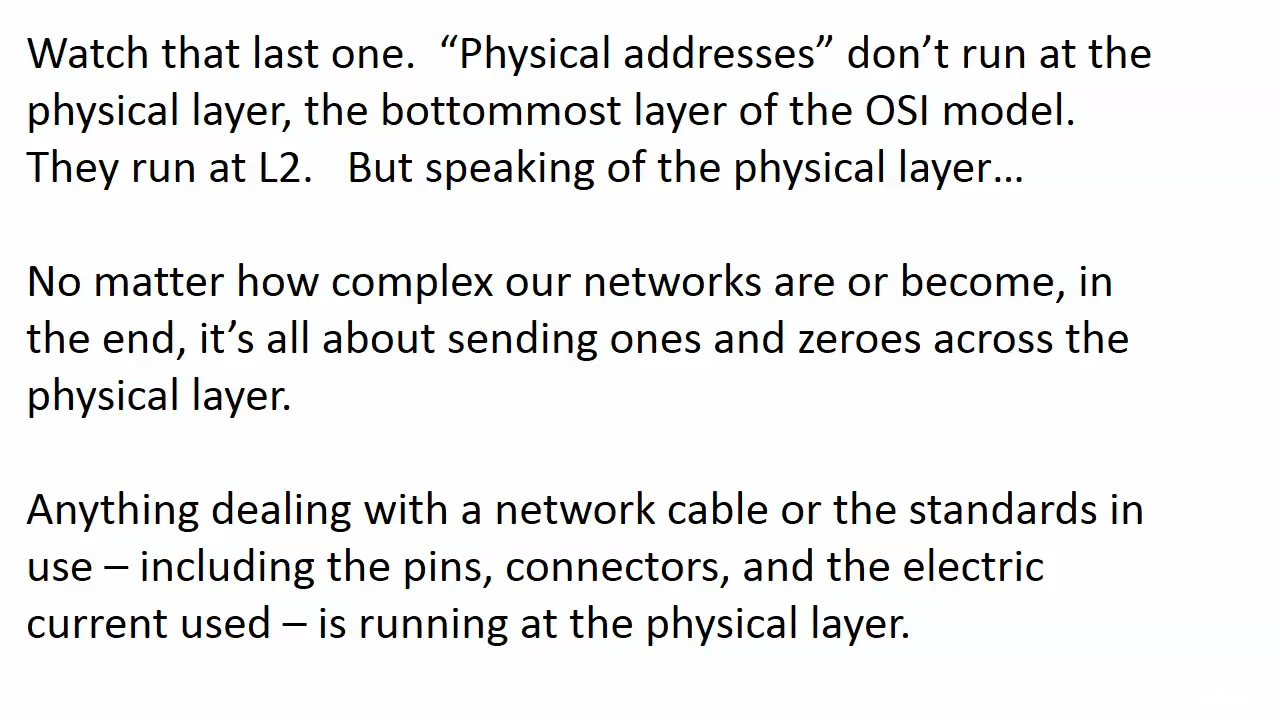 Watch that last one.  “Physical addresses” don’t run at the
physical layer, the bottommost layer of the OSI model.
They run at L2.   But speaking of the physical layer…
No matter how complex our networks are or become, in
the end, it’s all about sending ones and zeroes across the
physical layer.
Anything dealing with a network cable or the standards in
use – including the pins, connectors, and the electric
current used – is running at the physical layer.